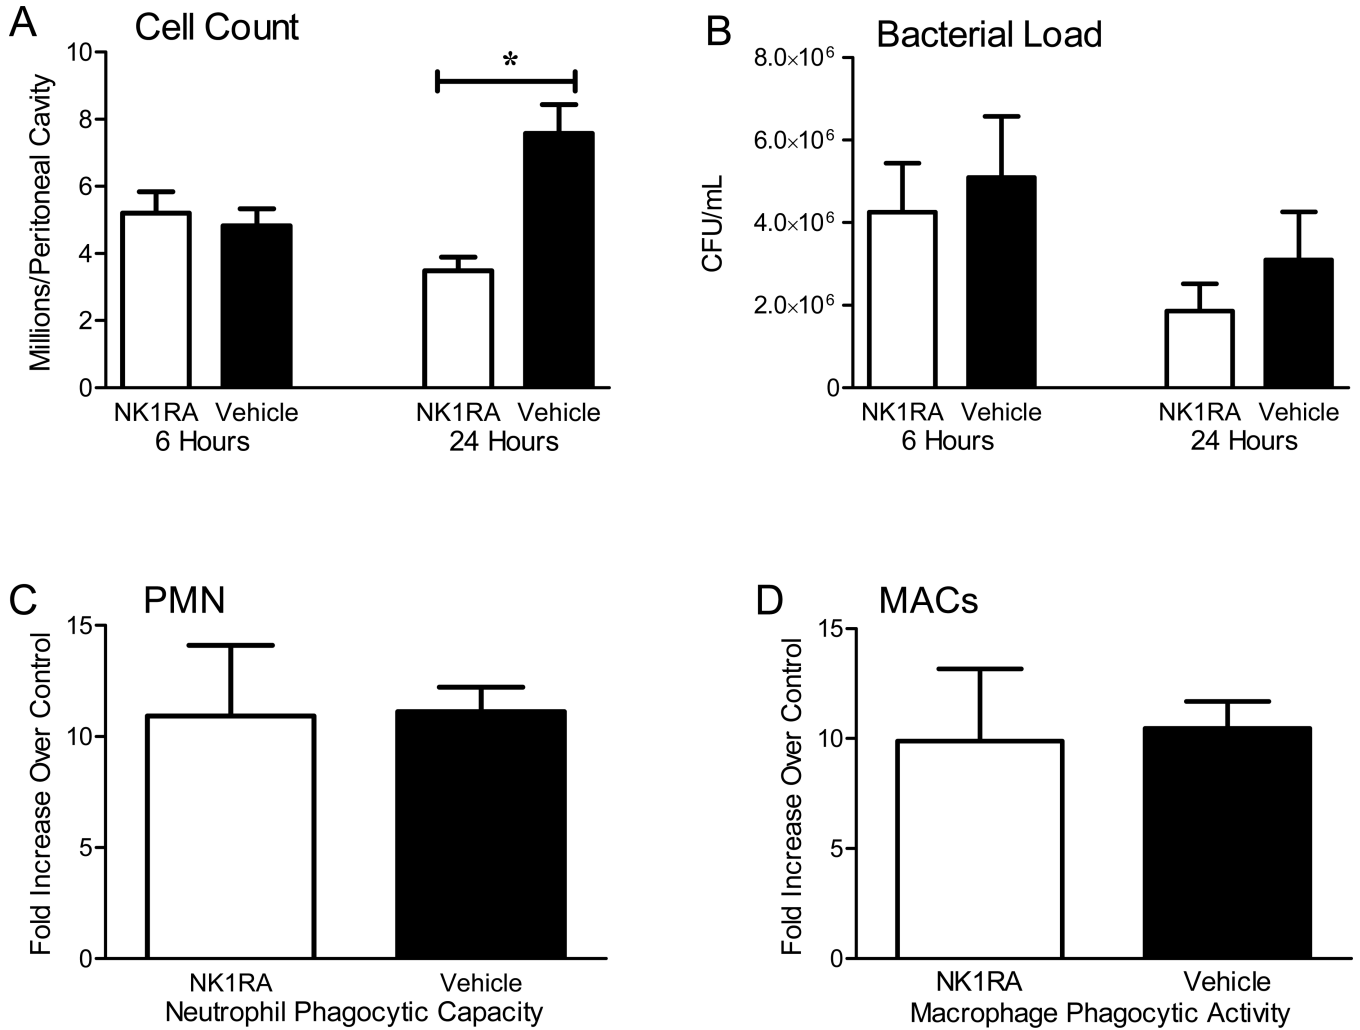 A
Cell Count
Millions/Peritoneal Cavity
10
8
6
4
2
0
*
NK1RA Vehicle NK1RA Vehicle
6 Hours 24 Hours
B
Bacterial Load
CFU/mL
8.0×10⁶
6.0×10⁶
4.0×10⁶
2.0×10⁶
0
NK1RA Vehicle NK1RA Vehicle
6 Hours 24 Hours
C
PMN
Fold Increase Over Control
15
10
5
0
NK1RA Vehicle
Neutrophil Phagocytic Capacity
D
MACs
Fold Increase Over Control
15
10
5
0
NK1RA Vehicle
Macrophage Phagocytic Activity